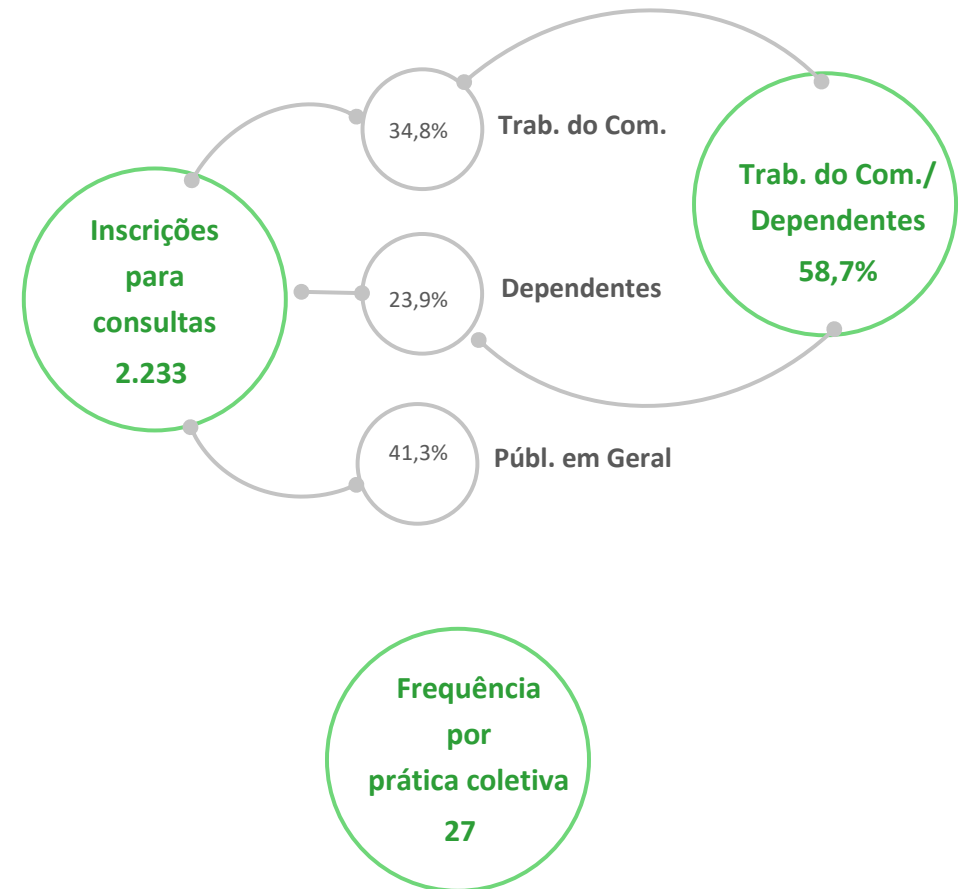 Inscrições
para
consultas
2.233
34,8%
Trab. do Com.
23,9%
Dependentes
41,3%
Públ. em Geral
Trab. do Com./
Dependentes
58,7%
Frequência
por
prática coletiva
27